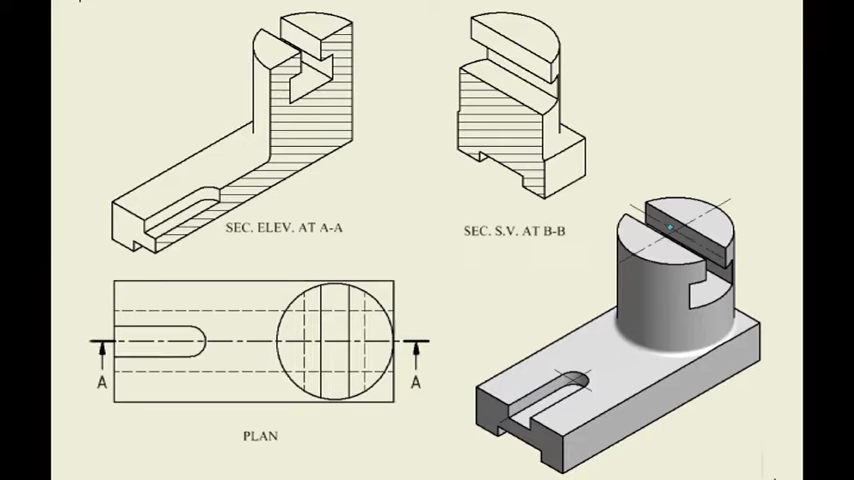 SEC. ELEV. AT A-A
SEC. S.V. AT B-B
A A
PLAN